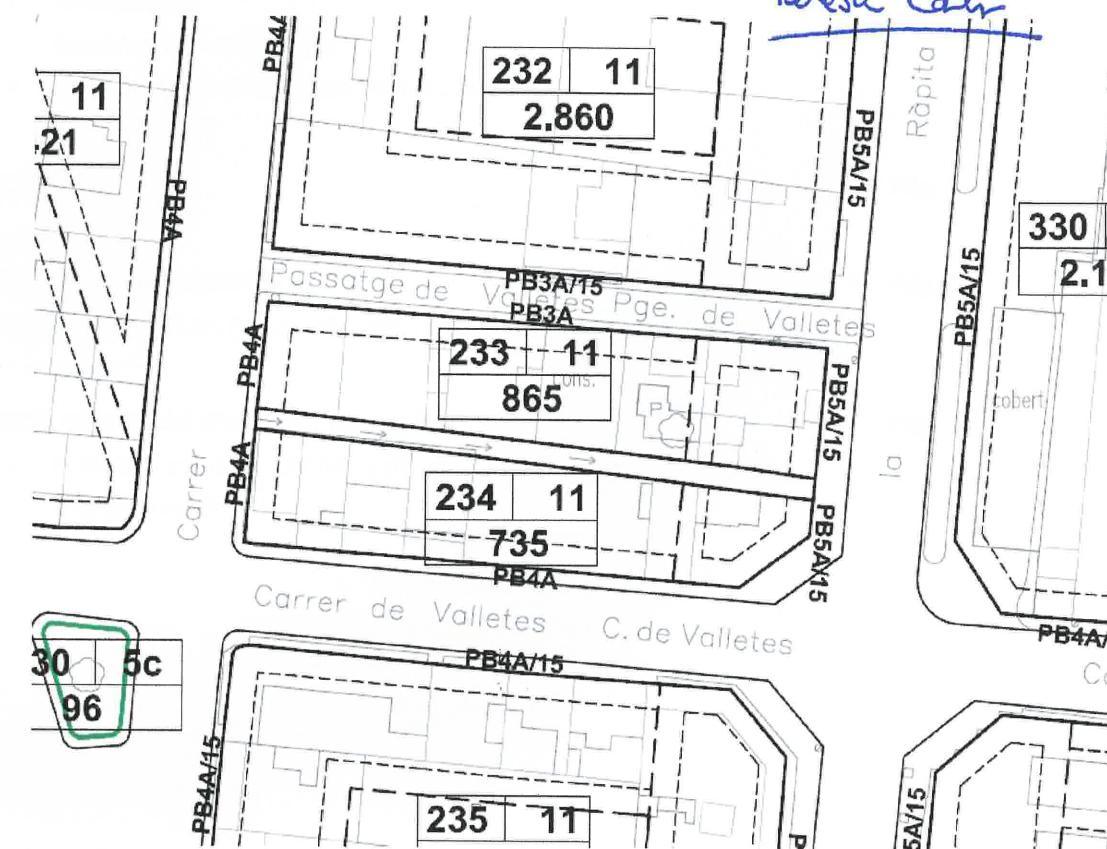 PB4A
232 11
2.860
11
.21
PB4A
PB5A/15
Ràpita
330
2.1
PB5A/15
PB3A/15
Passatge de Valletes Pge. de Valletes
PB3A
233 11
cons.
865
P
PB4A
PB5A/15
cobert
PB4A
234 11
735
PB4A
PB5A/15
Carrer
la
Carrer de Valletes C. de Valletes
PB4A/15
PB4A/
30 5c
96
PB4A/15
235 11
5A/15